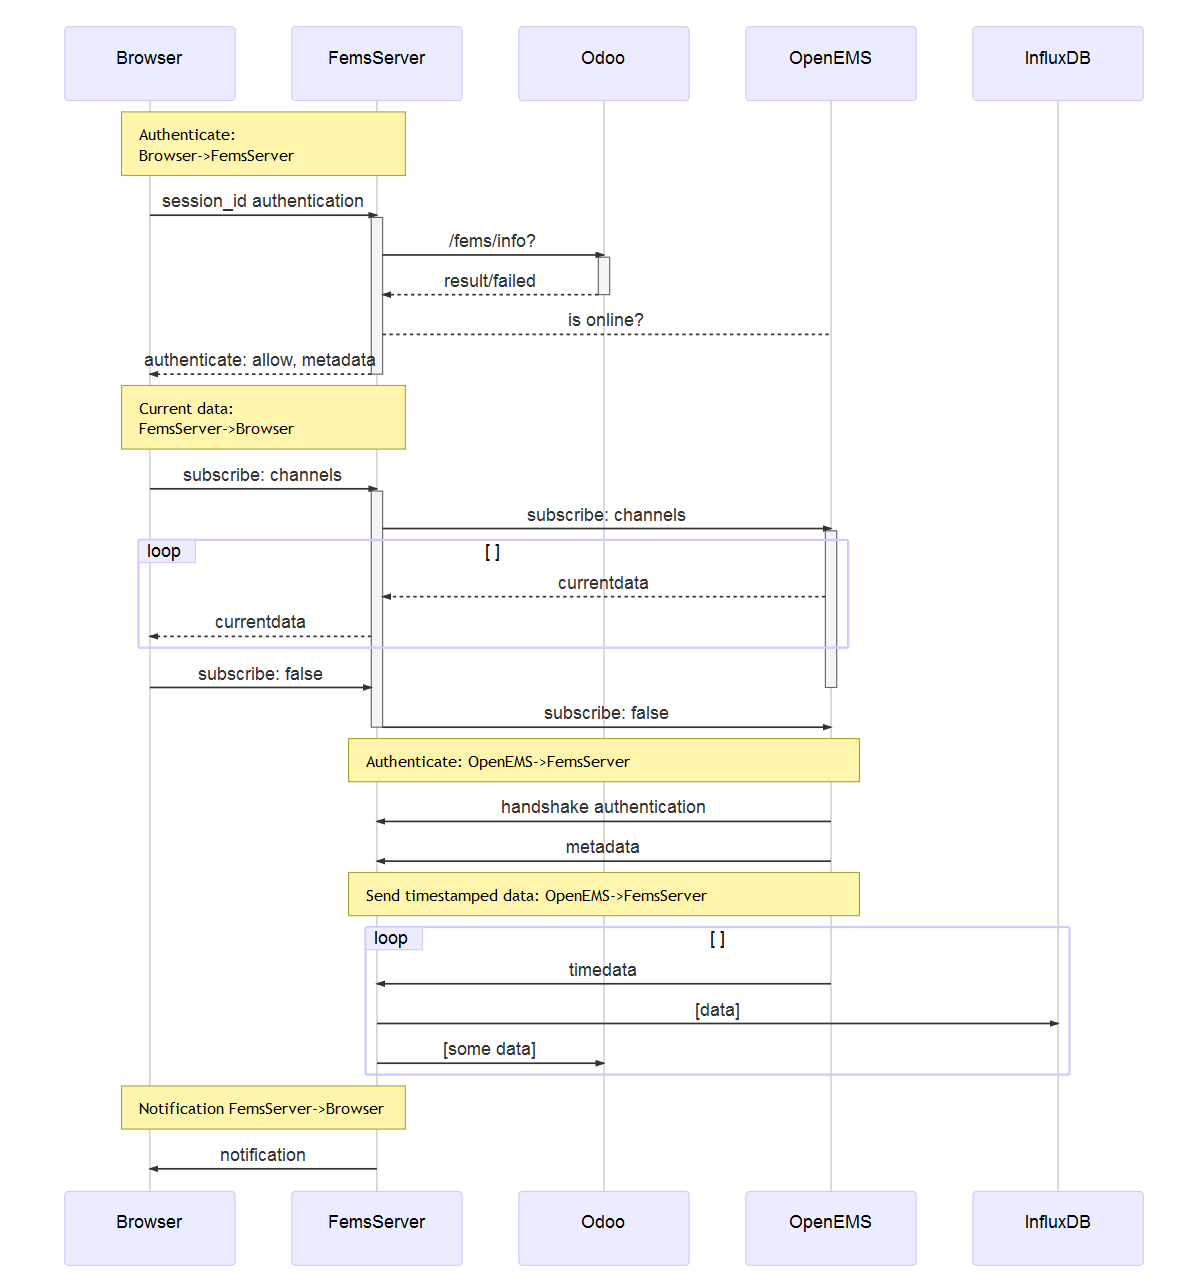 Browser
FemsServer
Odoo
OpenEMS
InfluxDB
Authenticate:
Browser->FemsServer
session_id authentication
/fems/info?
result/failed
is online?
authenticate: allow, metadata
Current data:
FemsServer->Browser
subscribe: channels
subscribe: channels
loop
[ ]
currentdata
currentdata
subscribe: false
subscribe: false
Authenticate: OpenEMS->FemsServer
handshake authentication
metadata
Send timestamped data: OpenEMS->FemsServer
loop
[ ]
timedata
[data]
[some data]
Notification FemsServer->Browser
notification
Browser
FemsServer
Odoo
OpenEMS
InfluxDB